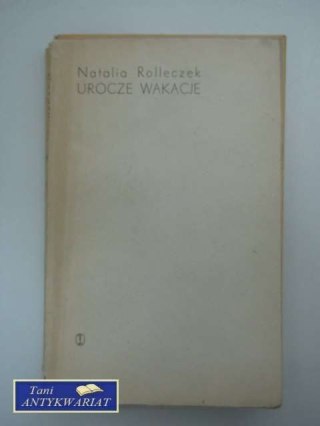 Natalia Rolleczek
UROCZE WAKACJE
Tani
ANTYKWARIAT